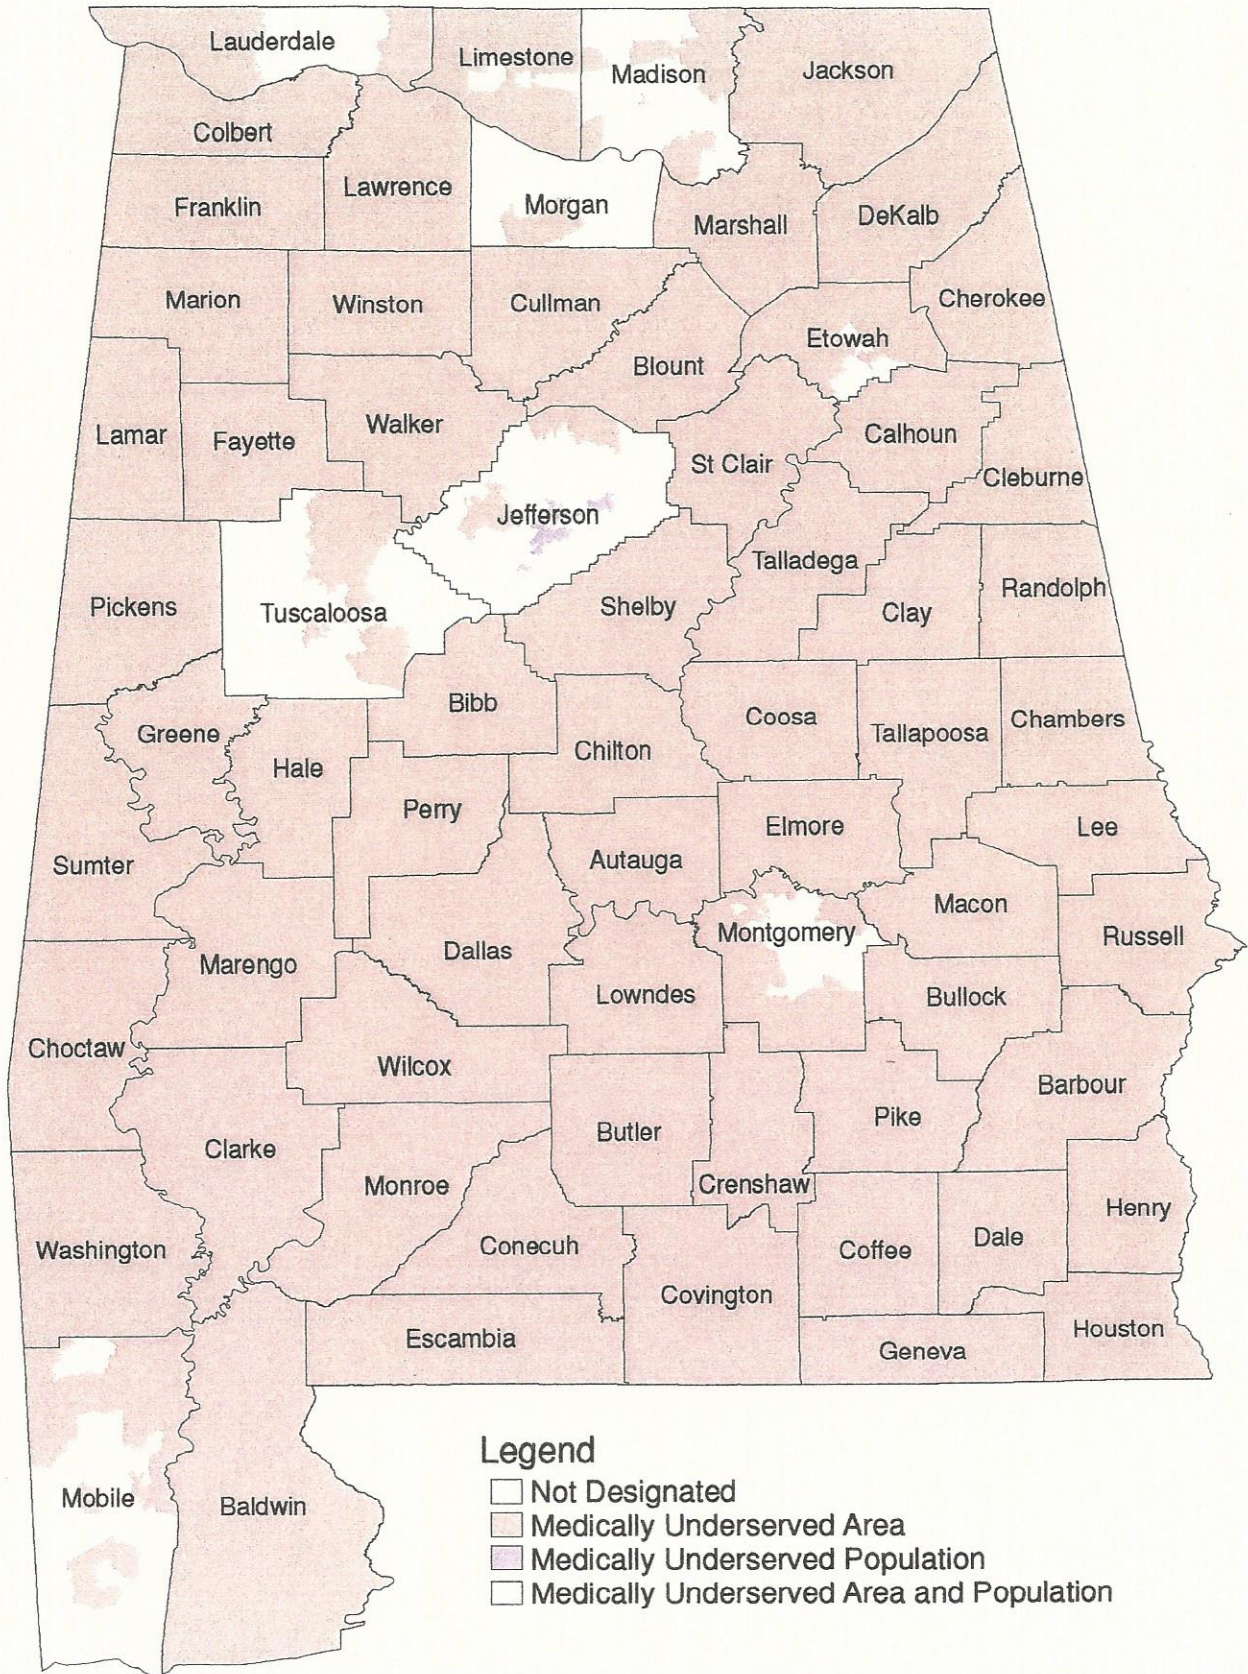 Lauderdale
Limestone
Madison
Jackson
Colbert
Lawrence
Franklin
Morgan
Marshall
DeKalb
Marion
Winston
Cullman
Cherokee
Etowah
Blount
Lamar
Fayette
Walker
Calhoun
St Clair
Cleburne
Jefferson
Talladega
Pickens
Tuscaloosa
Shelby
Clay
Randolph
Bibb
Coosa
Tallapoosa
Chambers
Greene
Hale
Chilton
Perry
Elmore
Lee
Sumter
Autauga
Macon
Montgomery
Russell
Marengo
Dallas
Lowndes
Bullock
Choctaw
Wilcox
Barbour
Clarke
Butler
Pike
Monroe
Crenshaw
Henry
Washington
Conecuh
Coffee
Dale
Covington
Escambia
Geneva
Houston
Mobile
Baldwin
Legend
Not Designated
Medically Underserved Area
Medically Underserved Population
Medically Underserved Area and Population